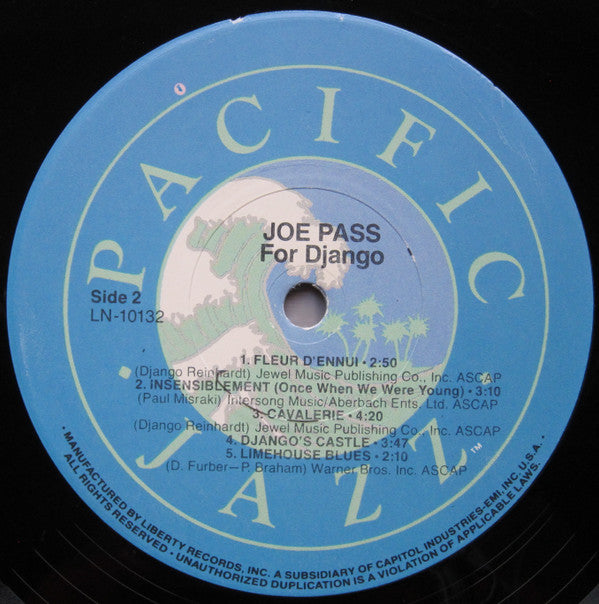 PACIFIC
JOE PASS
For Django
Side 2
LN-10132
1. FLEUR D'ENNUI • 2:50
(Django Reinhardt) Jewel Music Publishing Co., Inc. ASCAP
2. INSENSIBLEMENT (Once When We Were Young) • 3:10
(Paul Misraki) Intersong Music/Aberbach Ents. Ltd. ASCAP
3. CAVALERIE • 4:20
(Django Reinhardt) Jewel Music Publishing Co., Inc. ASCAP
4. DJANGO'S CASTLE • 3:47
5. LIMEHOUSE BLUES • 2:10
(D. Furber—P. Braham) Warner Bros. Inc. ASCAP
• JAZZ • ™
• MANUFACTURED BY LIBERTY RECORDS, INC. A SUBSIDIARY OF CAPITOL INDUSTRIES-EMI, INC. U.S.A. •
ALL RIGHTS RESERVED • UNAUTHORIZED DUPLICATION IS A VIOLATION OF APPLICABLE LAWS.